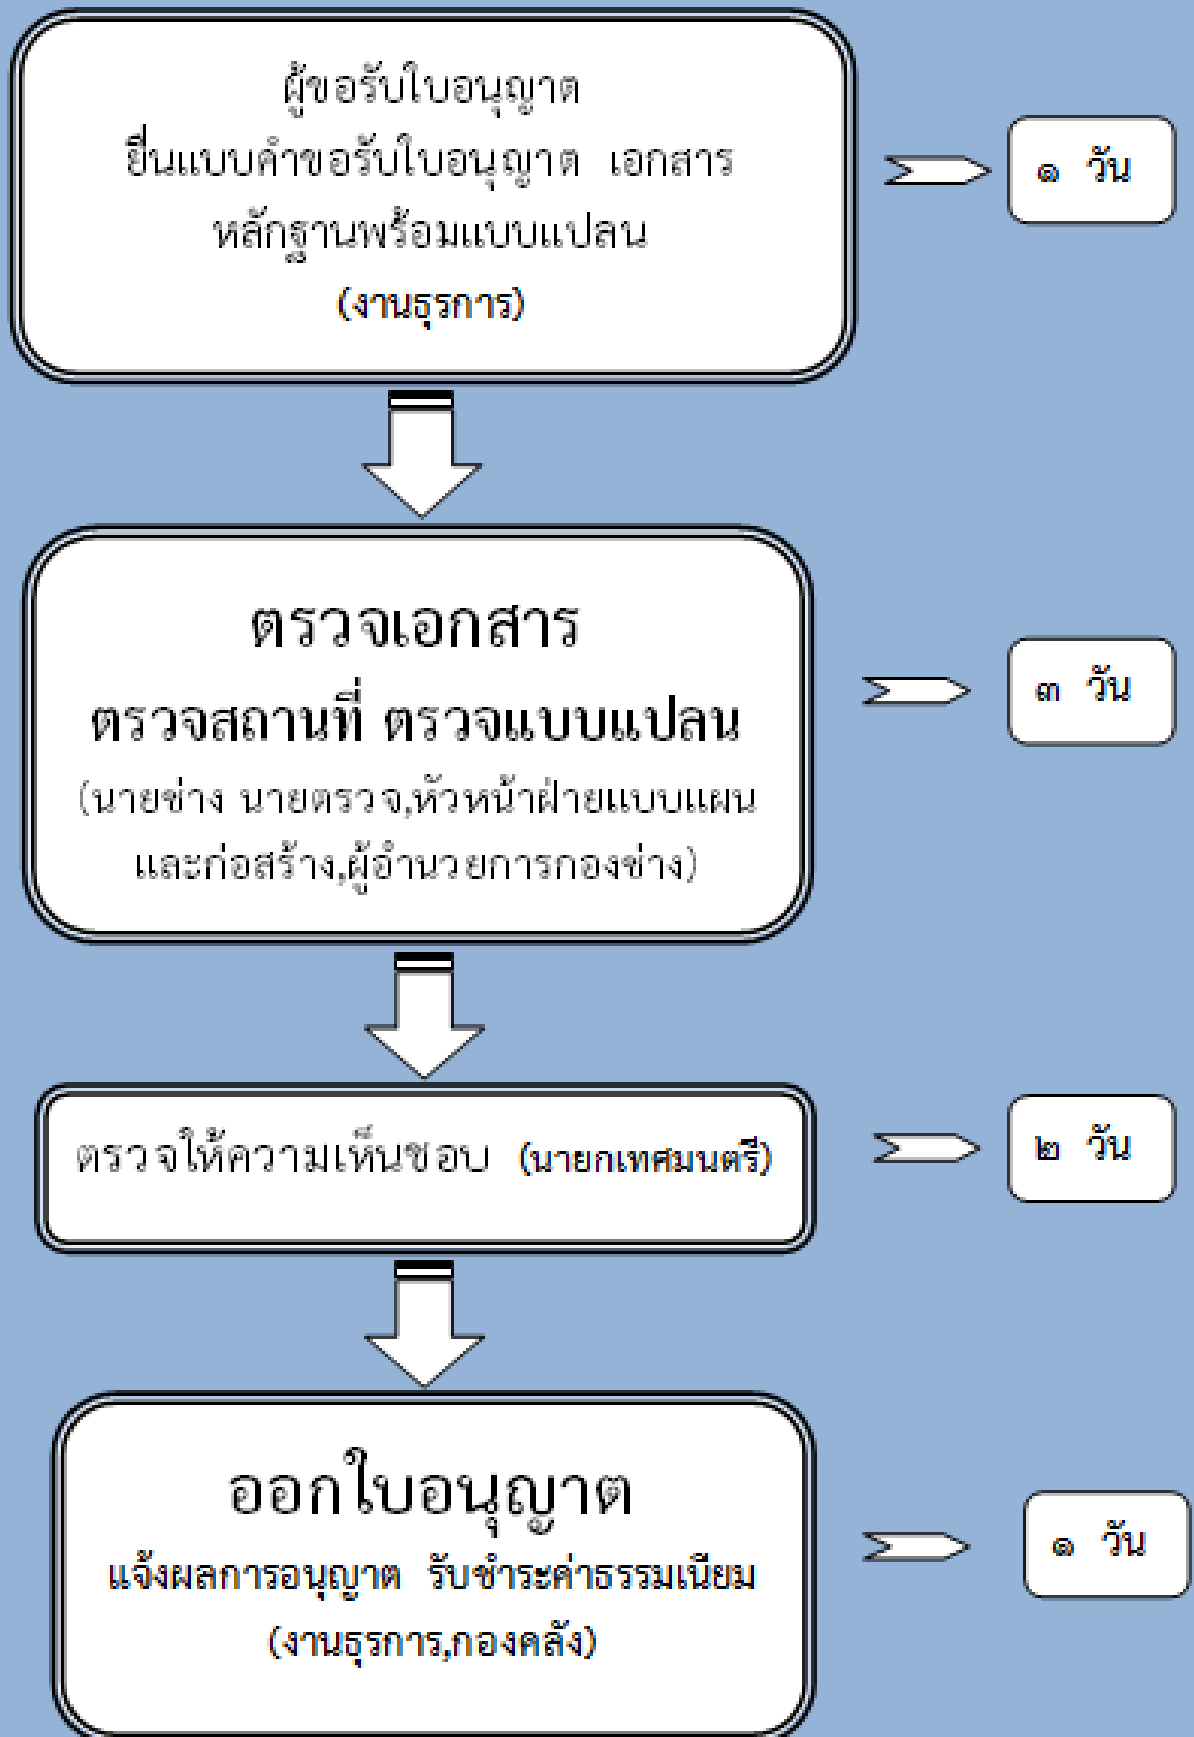 ผู้ขอรับใบอนุญาต
ยื่นแบบคำขอรับใบอนุญาต เอกสาร
หลักฐานพร้อมแบบแปลน
(งานธุรการ)
๑ วัน
ตรวจเอกสาร
ตรวจสถานที่ ตรวจแบบแปลน
(นายช่าง นายตรวจ,หัวหน้าฝ่ายแบบแผน
และก่อสร้าง,ผู้อำนวยการกองช่าง)
๓ วัน
ตรวจให้ความเห็นชอบ (นายกเทศมนตรี)
๒ วัน
ออกใบอนุญาต
แจ้งผลการอนุญาต รับชำระค่าธรรมเนียม
(งานธุรการ,กองคลัง)
๑ วัน